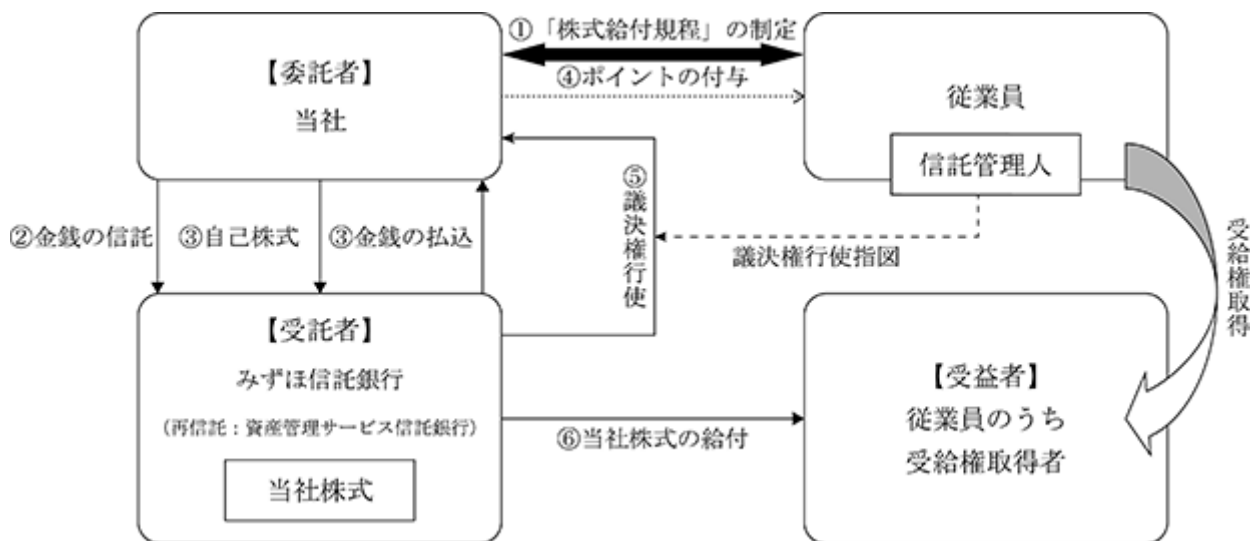 ①「株式給付規程」の制定
④ポイントの付与
【委託者】
当社
従業員
信託管理人
②金銭の信託
③自己株式
③金銭の払込
⑤議決権行使
議決権行使指図
受給権取得
【受託者】
みずほ信託銀行
（再信託：資産管理サービス信託銀行）
当社株式
⑥当社株式の給付
【受益者】
従業員のうち
受給権取得者